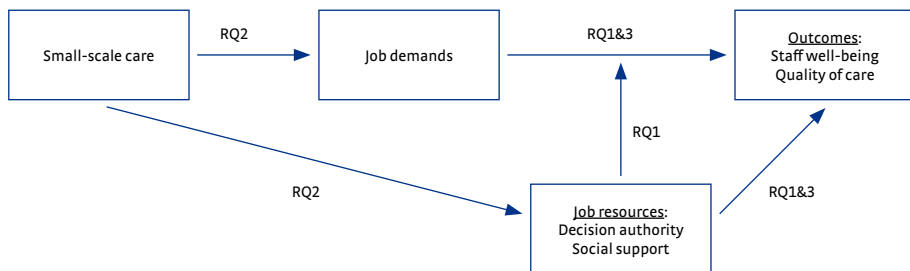 Small-scale care
RQ2
Job demands
RQ1&3
Outcomes:
Staff well-being
Quality of care
RQ1
RQ2
RQ1&3
Job resources:
Decision authority
Social support